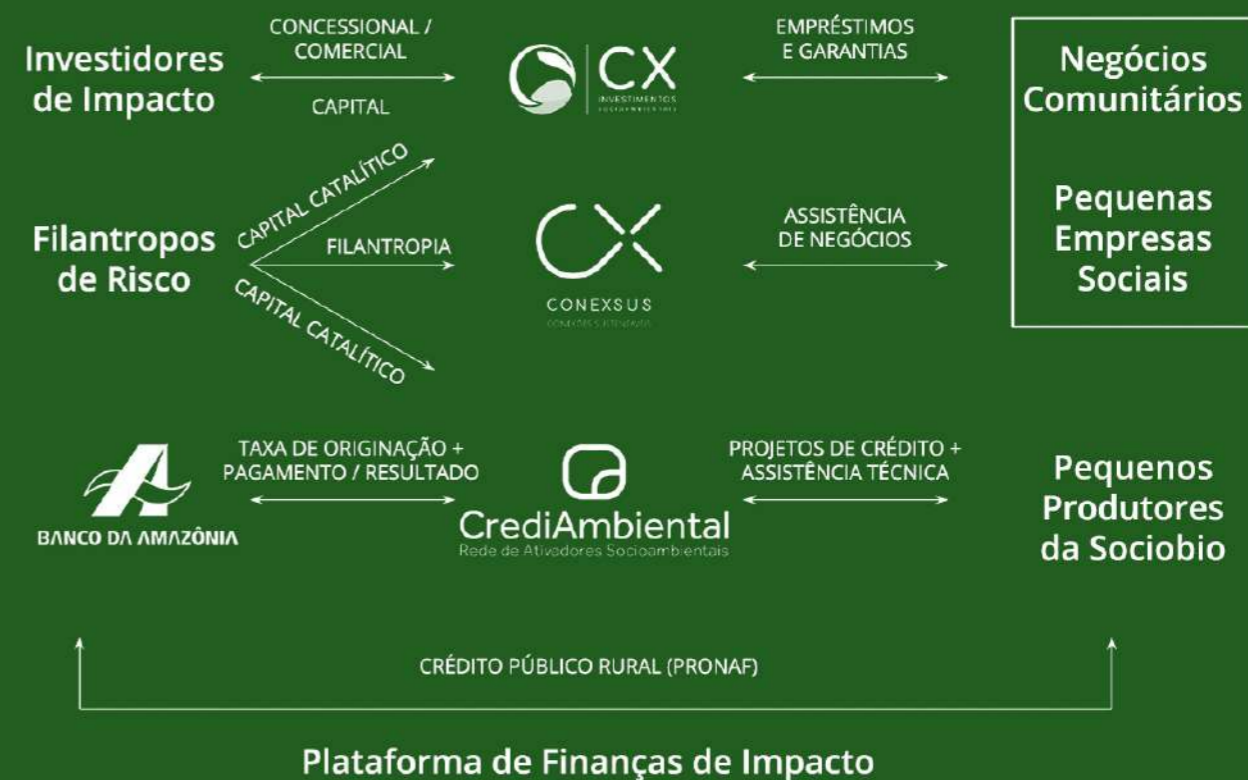 Investidores
de Impacto
CONCESSIONAL /
COMERCIAL
CAPITAL
CX
INVESTIMENTOS
SOCIOAMBIENTAIS
EMPRÉSTIMOS
E GARANTIAS
Negócios
Comunitários
Pequenas
Empresas
Sociais
Filantropos
de Risco
CAPITAL CATALÍTICO
FILANTROPIA
CAPITAL CATALÍTICO
CX
CONEXSUS
CONEXÕES SUSTENTÁVEIS
ASSISTÊNCIA
DE NEGÓCIOS
BANCO DA AMAZÔNIA
TAXA DE ORIGINAÇÃO +
PAGAMENTO / RESULTADO
CrediAmbiental
Rede de Ativadores Socioambientais
PROJETOS DE CRÉDITO +
ASSISTÊNCIA TÉCNICA
Pequenos
Produtores
da Sociobio
CRÉDITO PÚBLICO RURAL (PRONAF)
Plataforma de Finanças de Impacto